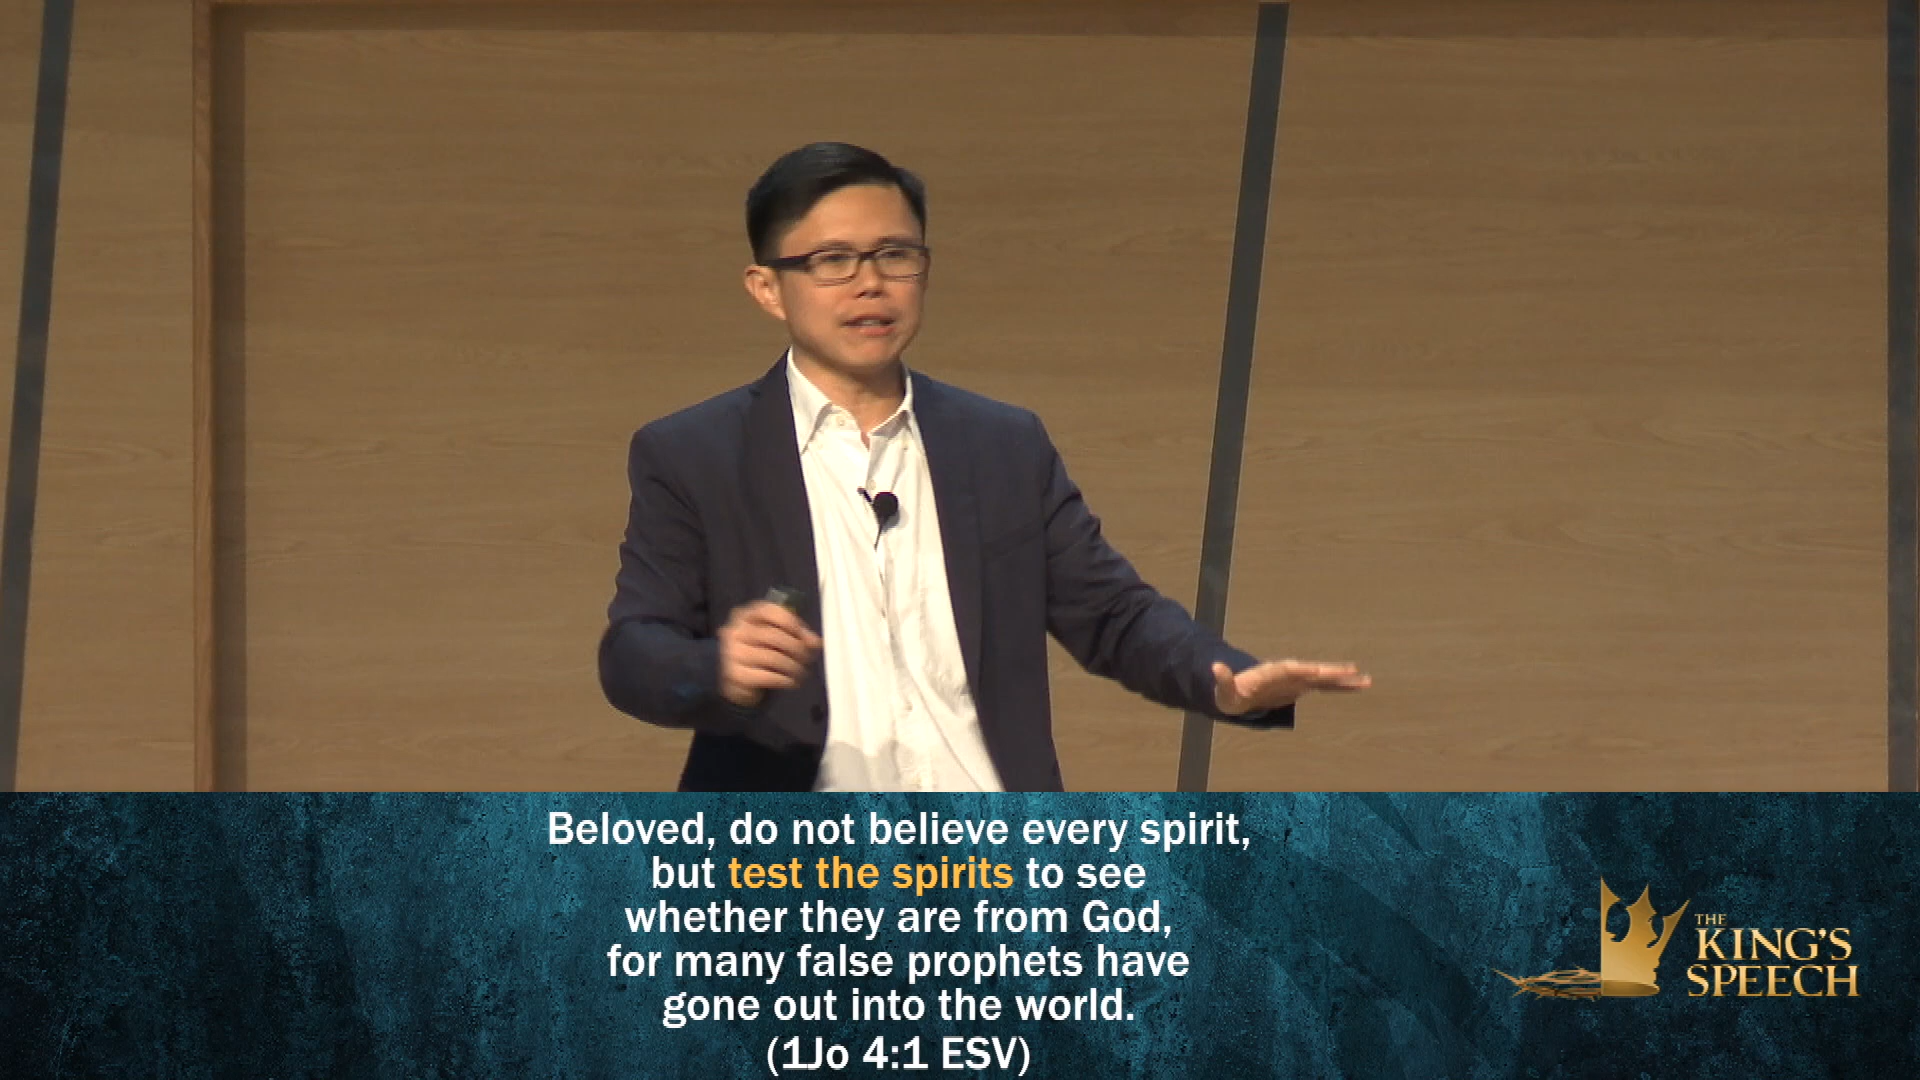 Beloved, do not believe every spirit,
but test the spirits to see
whether they are from God,
for many false prophets have
gone out into the world.
(1Jo 4:1 ESV)
THE
KING'S
SPEECH